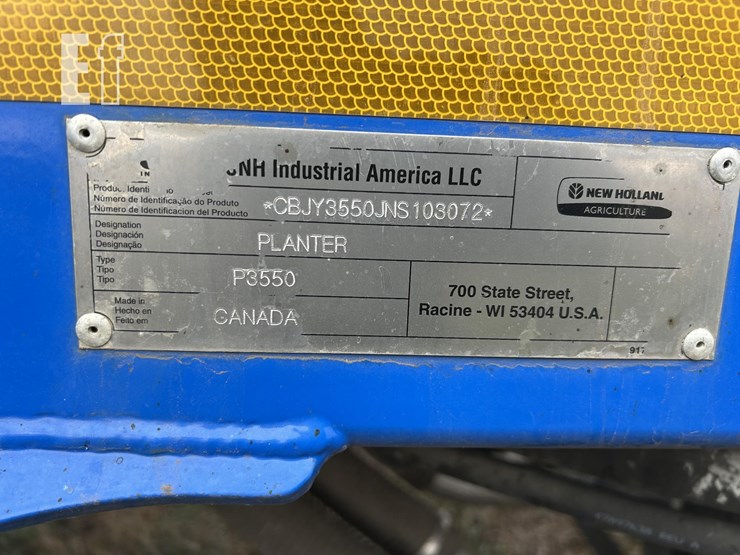 Ef
NH Industrial America LLC
Número de Identificação do Produto
Número de Identificacion del Producto
*CBJY3550JNS103072*
NEW HOLLAND
AGRICULTURE
Designation
Designación
Designação
PLANTER
Type
Tipo
Tipo
P3550
Made in
Hecho en
Feito em
CANADA
700 State Street,
Racine - WI 53404 U.S.A.